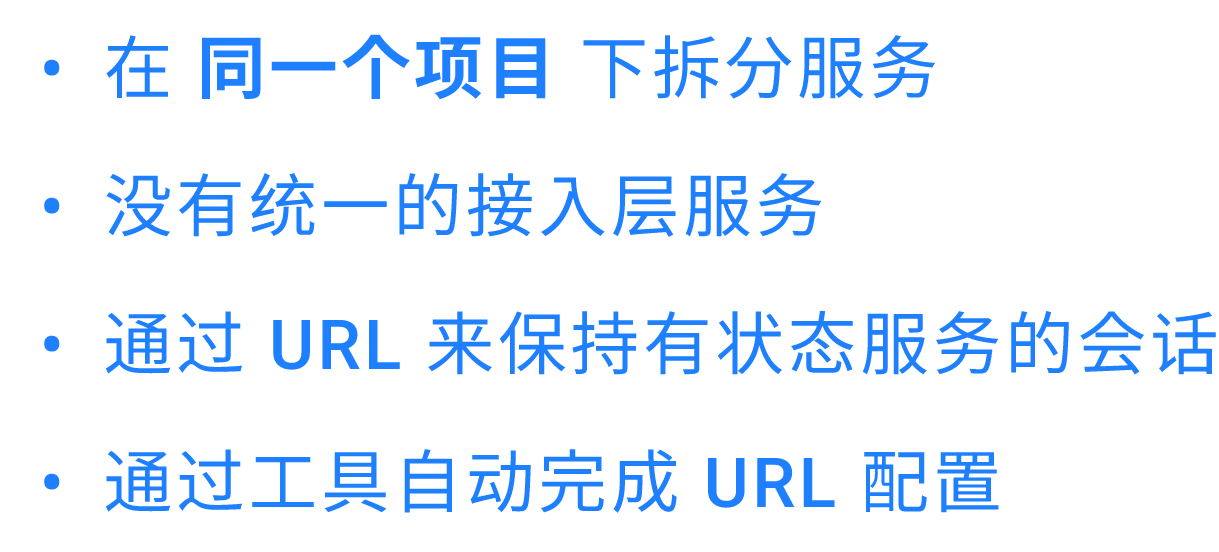 • 在 同一个项目 下拆分服务
• 没有统一的接入层服务
• 通过 URL 来保持有状态服务的会话
• 通过工具自动完成 URL 配置